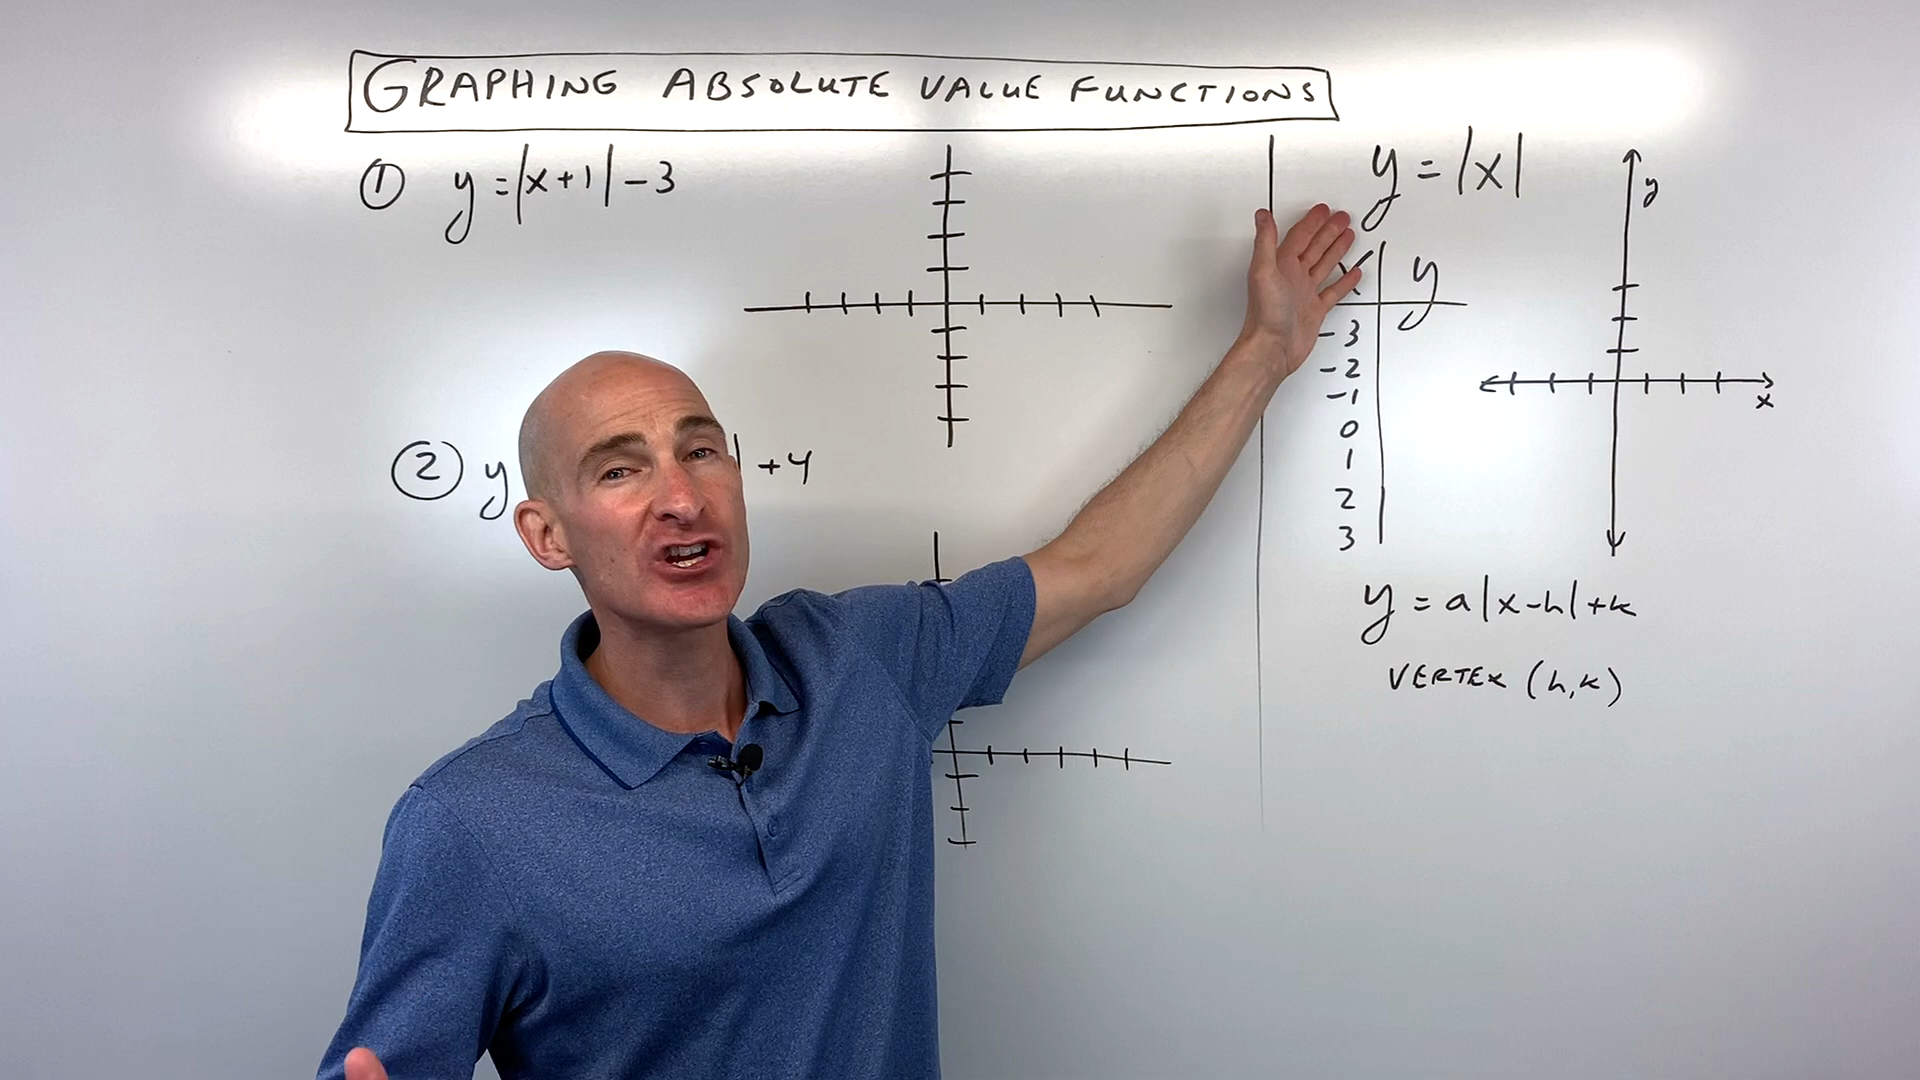 GRAPHING ABSOLUTE VALUE FUNCTIONS
① y = |x+1| - 3
② y | +4
y = |x|
x y
-3
-2
-1
0
1
2
3
y
x
y = a|x-h|+k
VERTEX (h,k)